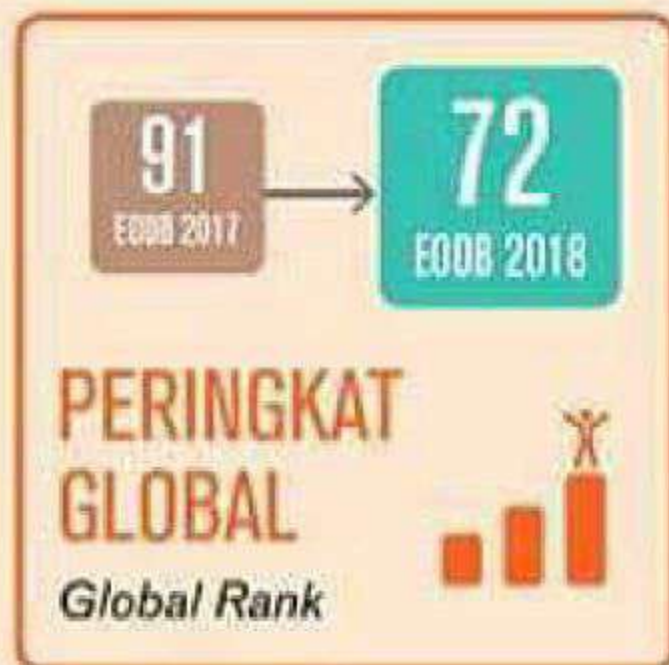 91
EODB 2017
72
EODB 2018
PERINGKAT
GLOBAL
Global Rank